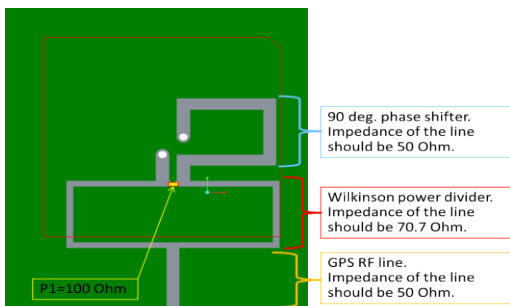 90 deg. phase shifter.
Impedance of the line
should be 50 Ohm.
Wilkinson power divider.
Impedance of the line
should be 70.7 Ohm.
GPS RF line.
Impedance of the line
should be 50 Ohm.
P1=100 Ohm